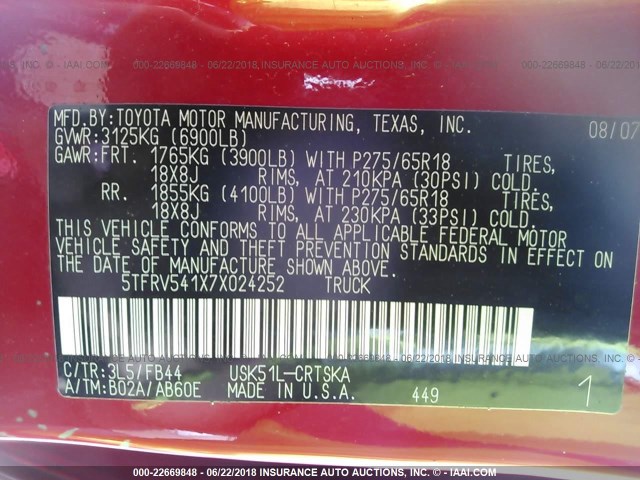 000-22669848 - 06/22/2018 INSURANCE AUTO AUCTIONS, INC. - © IAAI.COM
MFD.BY:TOYOTA MOTOR MANUFACTURING, TEXAS, INC. 08/07
GVWR:3125KG (6900LB)
GAWR:FRT. 1765KG (3900LB) WITH P275/65R18 TIRES,
18X8J RIMS, AT 210KPA (30PSI) COLD.
RR. 1855KG (4100LB) WITH P275/65R18 TIRES,
18X8J RIMS, AT 230KPA (33PSI) COLD.
THIS VEHICLE CONFORMS TO ALL APPLICABLE FEDERAL MOTOR
VEHICLE SAFETY AND THEFT PREVENTION STANDARDS IN EFFECT ON
THE DATE OF MANUFACTURE SHOWN ABOVE.
5TFRV541X7X024252 TRUCK
C/TR:3L5/FB44 USK51L-CRTSKA
A/TM:B02A/AB60E MADE IN U.S.A. 449 1
000-22669848 - 06/22/2018 INSURANCE AUTO AUCTIONS, INC. - © IAAI.COM